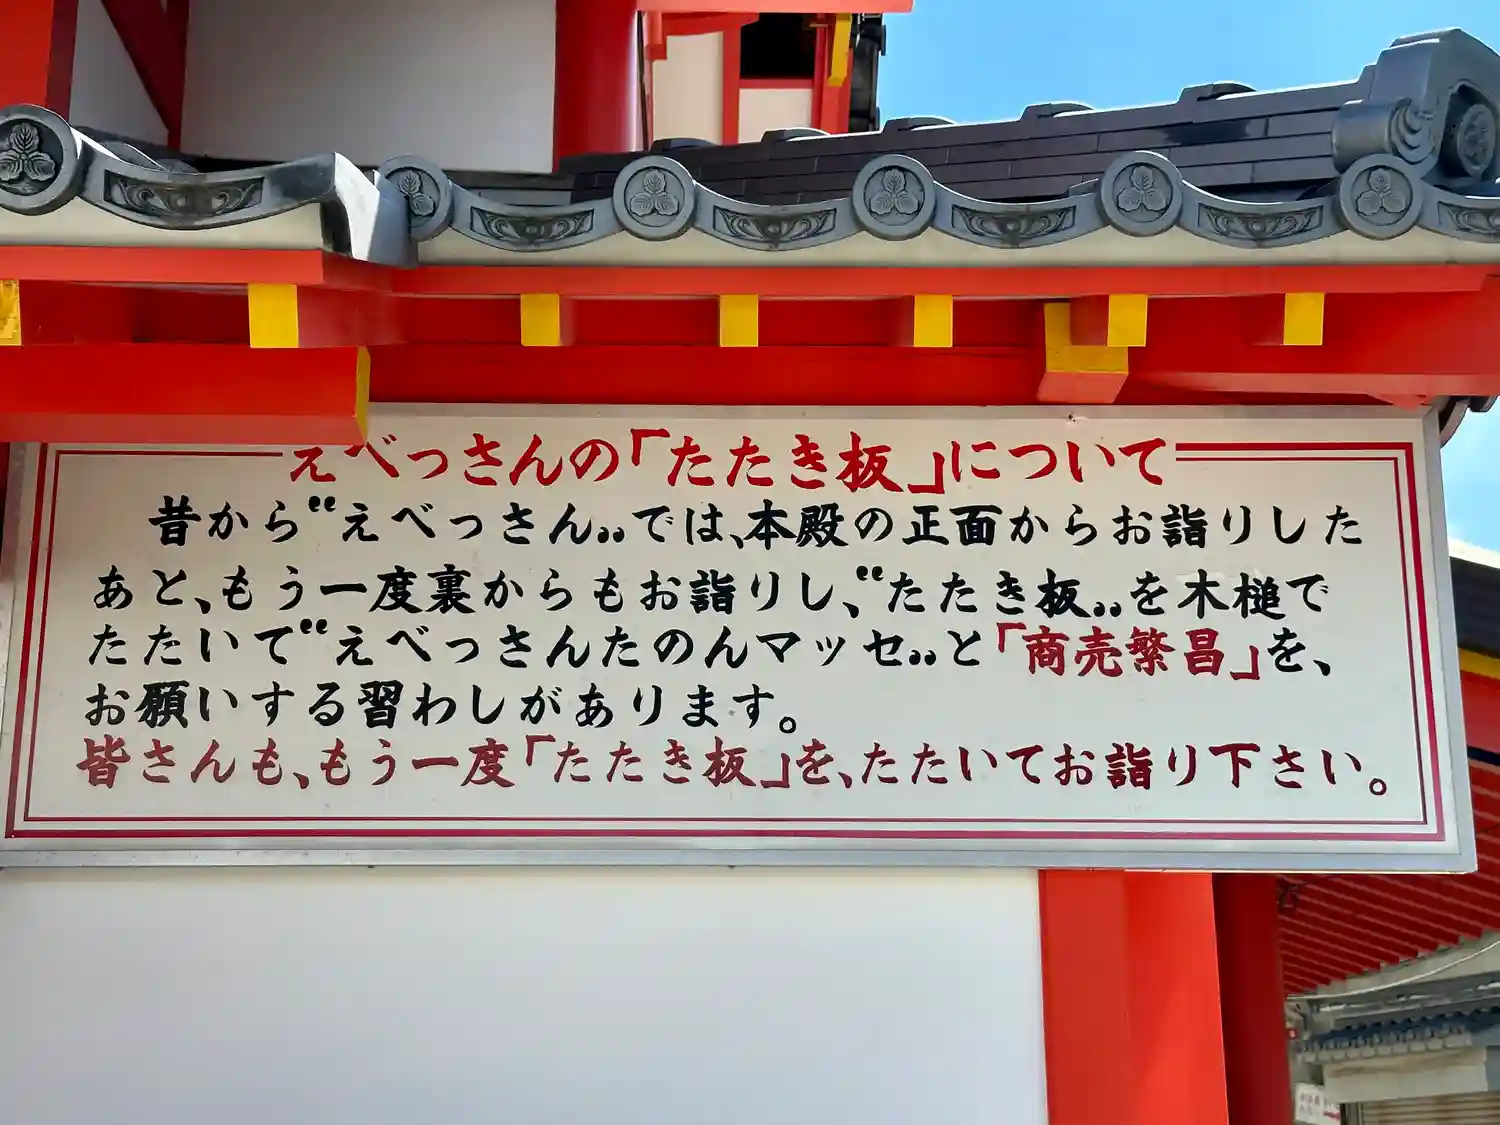 えべっさんの「たたき板」について
昔から〝えべっさん〟では、本殿の正面からお詣りした
あと、もう一度裏からもお詣りし、〝たたき板〟を木槌で
たたいて〝えべっさんたのんマッセ〟と「商売繁昌」を、
お願いする習わしがあります。
皆さんも、もう一度「たたき板」を、たたいてお詣り下さい。